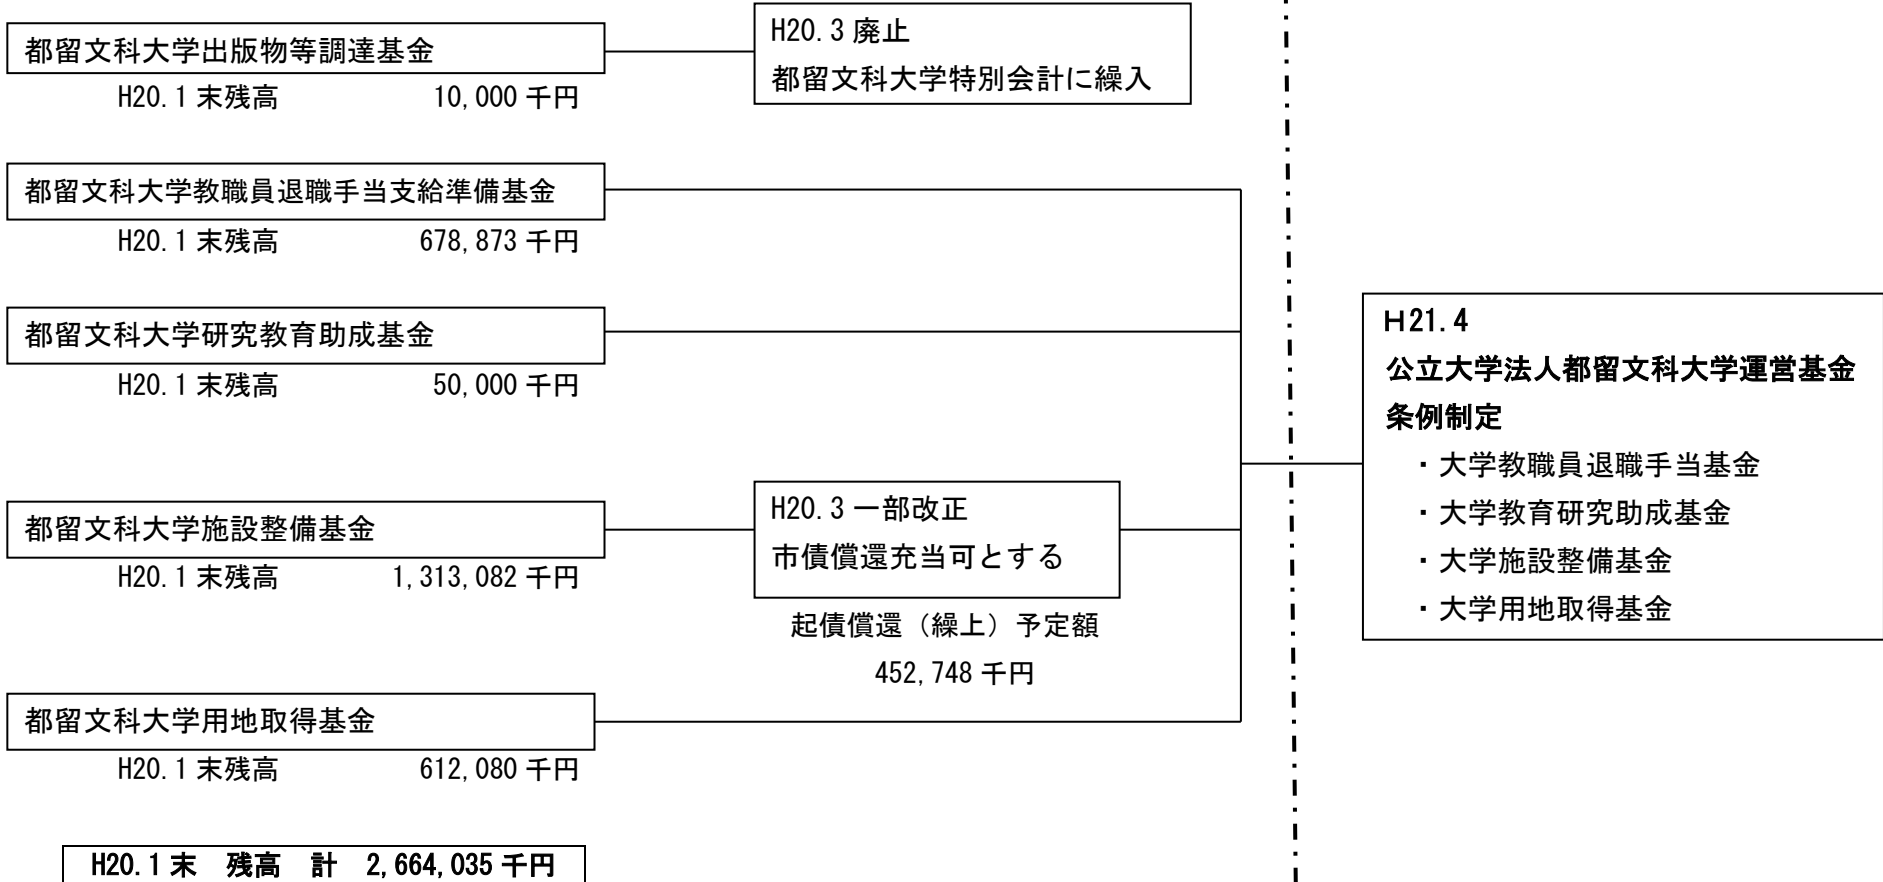 都留文科大学出版物等調達基金
H20.1末残高 10,000千円
H20.3廃止
都留文科大学特別会計に繰入
都留文科大学教職員退職手当支給準備基金
H20.1末残高 678,873千円
都留文科大学研究教育助成基金
H20.1末残高 50,000千円
都留文科大学施設整備基金
H20.1末残高 1,313,082千円
H20.3一部改正
市債償還充当可とする
起債償還（繰上）予定額
452,748千円
都留文科大学用地取得基金
H20.1末残高 612,080千円
H20.1末 残高 計 2,664,035千円
H21.4
公立大学法人都留文科大学運営基金
条例制定
・大学教職員退職手当基金
・大学教育研究助成基金
・大学施設整備基金
・大学用地取得基金